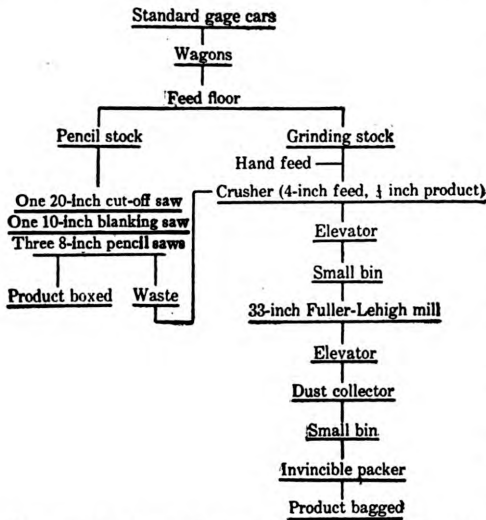 Standard gage cars
Wagons
Feed floor
Pencil stock
Grinding stock
Hand feed
One 20-inch cut-off saw
Crusher (4-inch feed, inch product)
One 10-inch blanking saw
Three 8-inch pencil saws
Elevator
Small bin
Product boxed
Waste
33-inch Fuller-Lehigh mill
Elevator
Dust collector
Small bin
Invincible packer
Product bagged